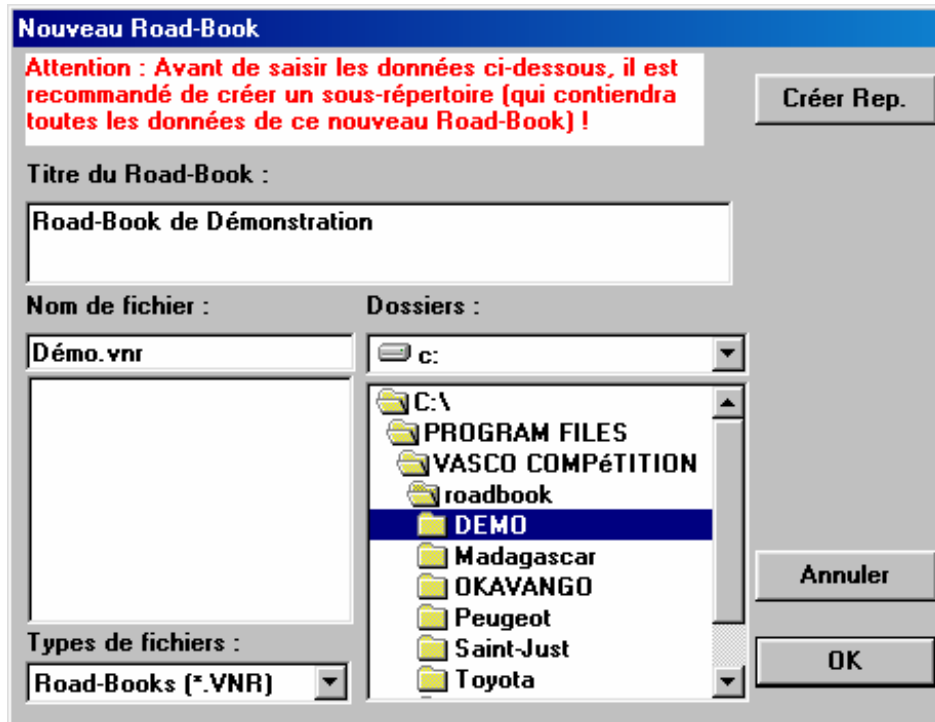 Nouveau Road-Book
Attention : Avant de saisir les données ci-dessous, il est
recommandé de créer un sous-répertoire (qui contiendra
toutes les données de ce nouveau Road-Book) !
Créer Rep.
Titre du Road-Book :
Road-Book de Démonstration
Nom de fichier :
Démo.vnr
Types de fichiers :
Road-Books (*.VNR)
Dossiers :
c:
C:\
PROGRAM FILES
VASCO COMPéTITION
roadbook
DEMO
Madagascar
OKAVANGO
Peugeot
Saint-Just
Toyota
Annuler
OK